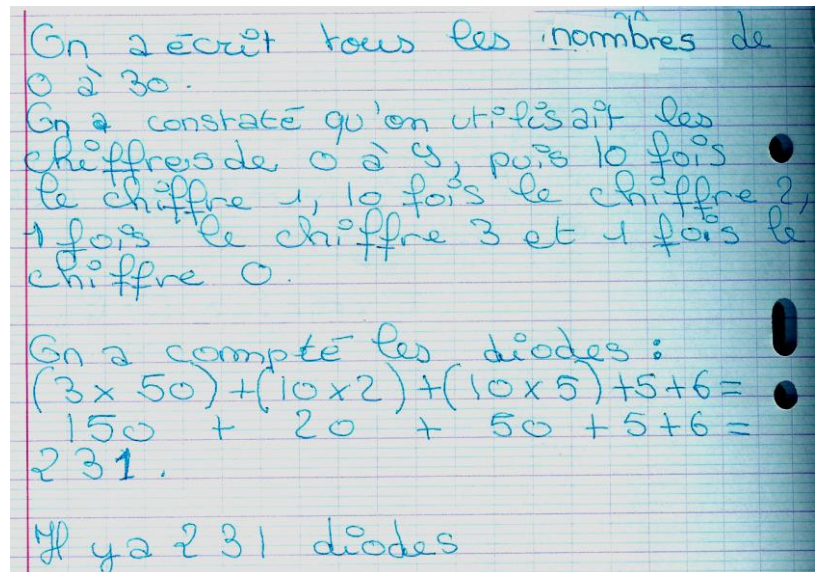 On a écrit tous les nombres de
0 à 30.
On a constaté qu'on utilisait les
chiffres de 0 à 9, puis 10 fois
le chiffre 1, 10 fois le chiffre 2,
1 fois le chiffre 3 et 1 fois le
chiffre 0.
On a compté les diodes :
(3 x 50) + (10 x 2) + (10 x 5) + 5 + 6 =
150 + 20 + 50 + 5 + 6 =
231.
Il y a 231 diodes